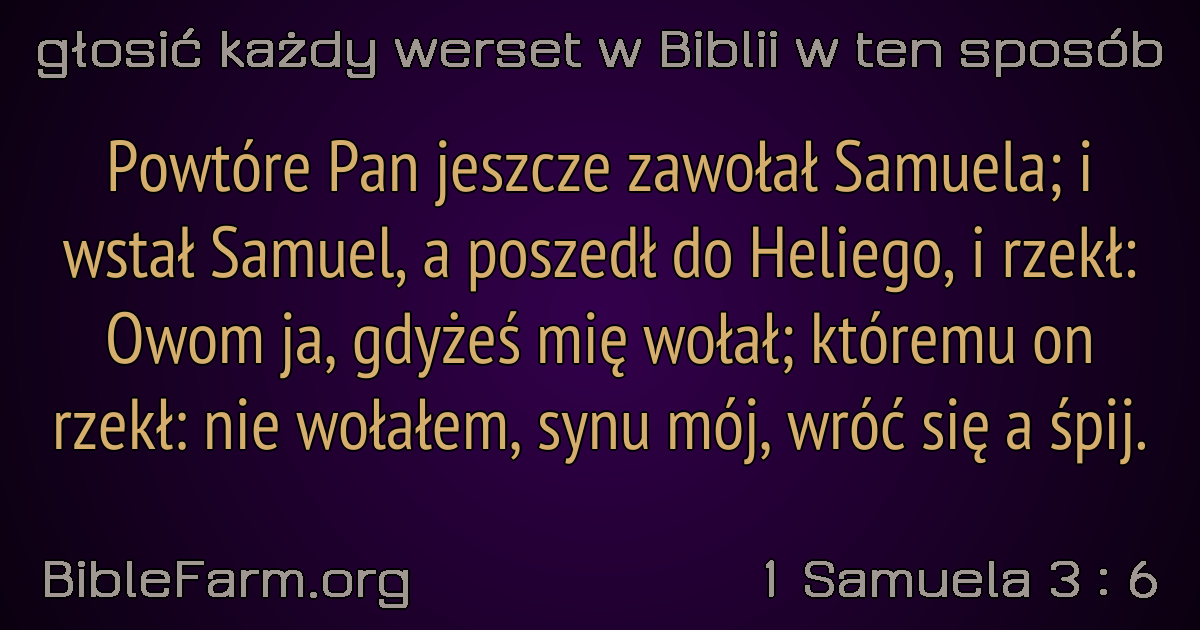 głosić każdy werset w Biblii w ten sposób
Powtóre Pan jeszcze zawołał Samuela; i
wstał Samuel, a poszedł do Heliego, i rzekł:
Owom ja, gdyżeś mię wołał; któremu on
rzekł: nie wołałem, synu mój, wróć się a śpij.
BibleFarm.org
1 Samuela 3 : 6